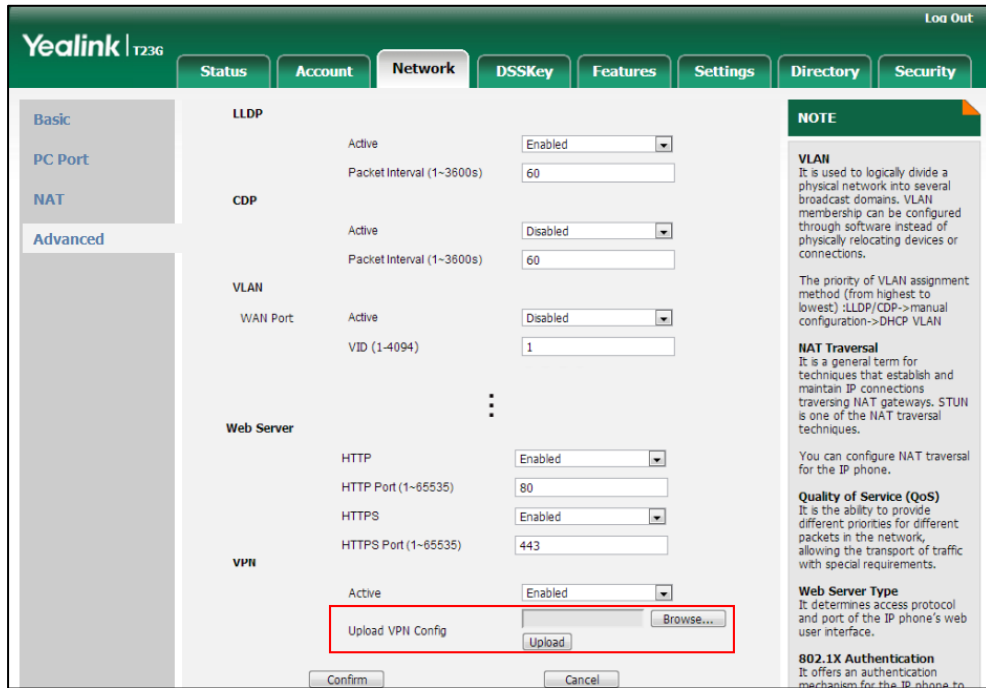 Log Out
Yealink T23G
Status Account Network DSSKey Features Settings Directory Security
Basic
PC Port
NAT
Advanced
LLDP
Active Enabled
Packet Interval (1~3600s) 60
CDP
Active Disabled
Packet Interval (1~3600s) 60
VLAN
WAN Port Active Disabled
VID (1-4094) 1
Web Server
HTTP Enabled
HTTP Port (1~65535) 80
HTTPS Enabled
HTTPS Port (1~65535) 443
VPN
Active Enabled
Upload VPN Config Browse...
Upload
Confirm Cancel
NOTE
VLAN
It is used to logically divide a
physical network into several
broadcast domains. VLAN
membership can be configured
through software instead of
physically relocating devices or
connections.
The priority of VLAN assignment
method (from highest to
lowest) :LLDP/CDP->manual
configuration->DHCP VLAN
NAT Traversal
It is a general term for
techniques that establish and
maintain IP connections
traversing NAT gateways. STUN
is one of the NAT traversal
techniques.
You can configure NAT traversal
for the IP phone.
Quality of Service (QoS)
It is the ability to provide
different priorities for different
packets in the network,
allowing the transport of traffic
with special requirements.
Web Server Type
It determines access protocol
and port of the IP phone's web
user interface.
802.1X Authentication
It offers an authentication
mechanism for the IP phone to